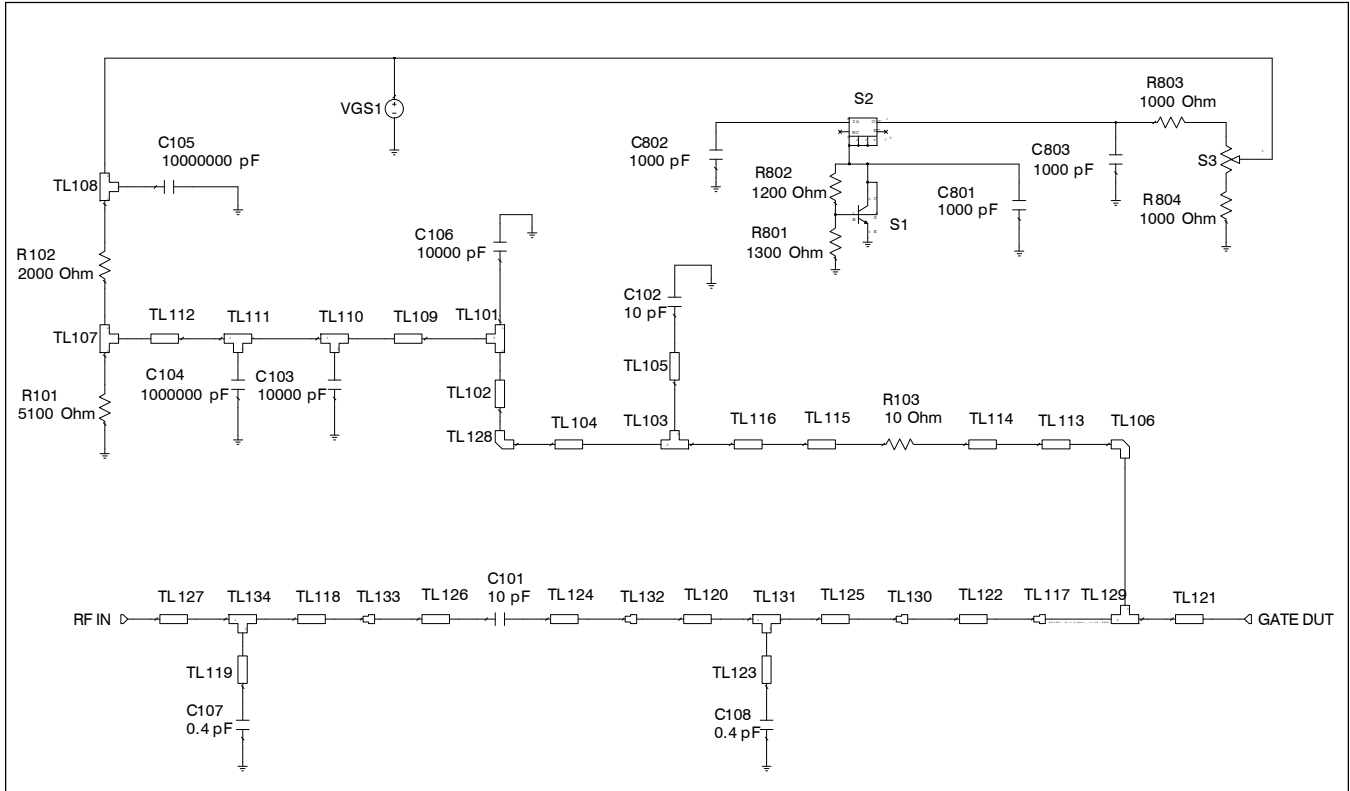 R803
1000 Ohm
S2
VGS1
C105
10000000 pF
C802
1000 pF
C803
1000 pF
S3
TL108
R802
1200 Ohm
C801
1000 pF
R804
1000 Ohm
S1
R801
1300 Ohm
C106
10000 pF
R102
2000 Ohm
C102
10 pF
TL112
TL111
TL110
TL109
TL101
TL107
TL105
C104
1000000 pF
C103
10000 pF
R101
5100 Ohm
TL102
R103
10 Ohm
TL128
TL104
TL103
TL116
TL115
TL114
TL113
TL106
C101
10 pF
TL127
TL134
TL118
TL133
TL126
TL124
TL132
TL120
TL131
TL125
TL130
TL122
TL117
TL129
TL121
RF IN
GATE DUT
TL119
TL123
C107
0.4 pF
C108
0.4 pF